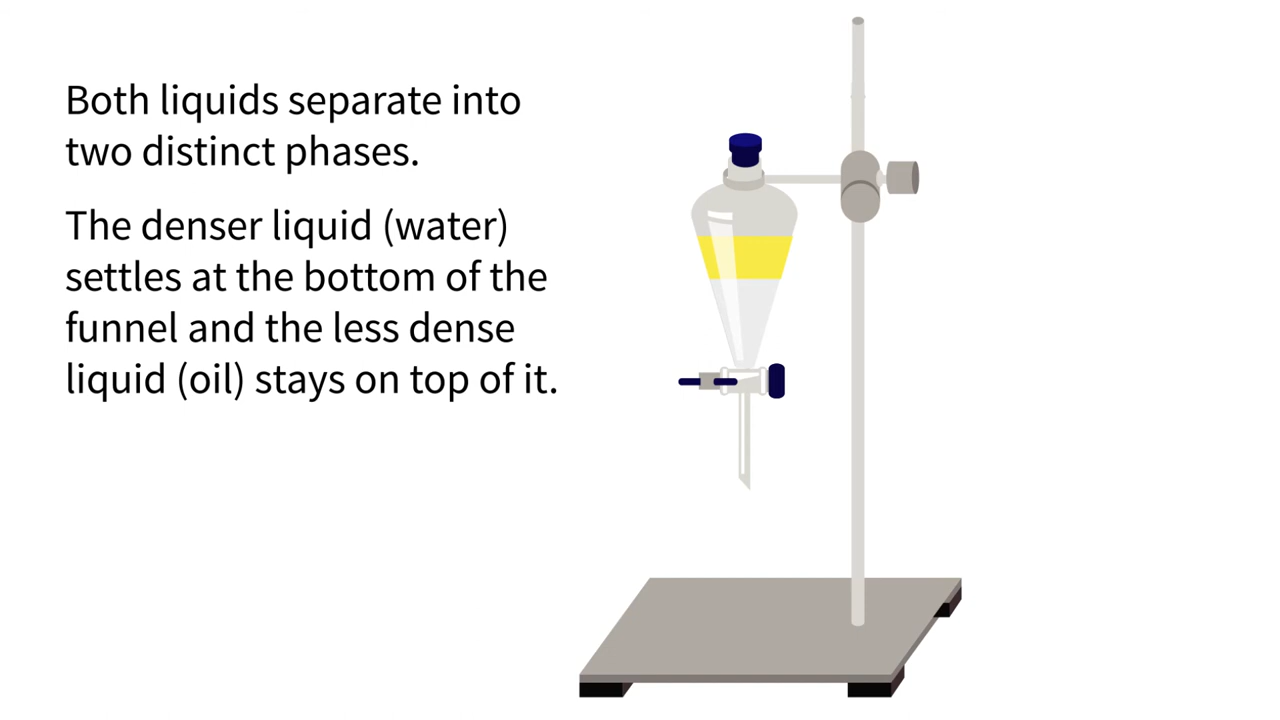 Both liquids separate into
two distinct phases.
The denser liquid (water)
settles at the bottom of the
funnel and the less dense
liquid (oil) stays on top of it.